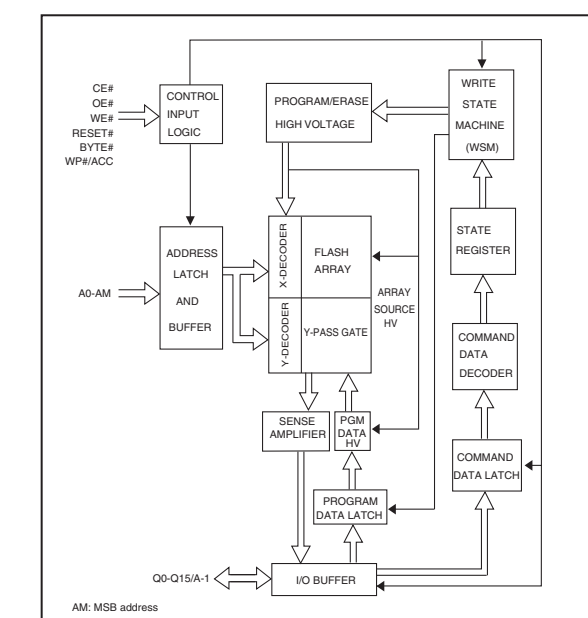 CE#
OE#
WE#
RESET#
BYTE#
WP#/ACC
CONTROL
INPUT
LOGIC
PROGRAM/ERASE
HIGH VOLTAGE
WRITE
STATE
MACHINE
(WSM)
STATE
REGISTER
A0-AM
ADDRESS
LATCH
AND
BUFFER
X-DECODER
FLASH
ARRAY
Y-DECODER
Y-PASS GATE
ARRAY
SOURCE
HV
COMMAND
DATA
DECODER
SENSE
AMPLIFIER
PGM
DATA
HV
COMMAND
DATA LATCH
PROGRAM
DATA LATCH
Q0-Q15/A-1
I/O BUFFER
AM: MSB address